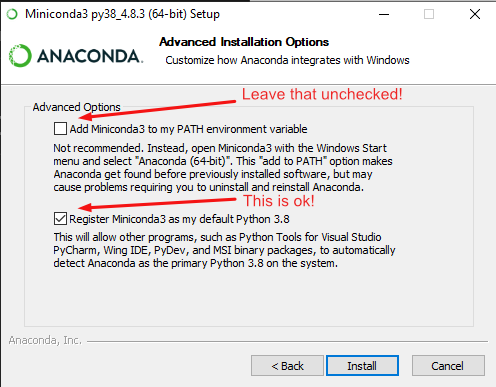 Miniconda3 py38_4.8.3 (64-bit) Setup
ANACONDA.
Advanced Installation Options
Customize how Anaconda integrates with Windows
Leave that unchecked!
Advanced Options
Add Miniconda3 to my PATH environment variable
Not recommended. Instead, open Miniconda3 with the Windows Start
menu and select "Anaconda (64-bit)". This "add to PATH" option makes
Anaconda get found before previously installed software, but may
cause problems requiring you to uninstall and reinstall Anaconda.
This is ok!
Register Miniconda3 as my default Python 3.8
This will allow other programs, such as Python Tools for Visual Studio
PyCharm, Wing IDE, PyDev, and MSI binary packages, to automatically
detect Anaconda as the primary Python 3.8 on the system.
Anaconda, Inc.
< Back
Install
Cancel